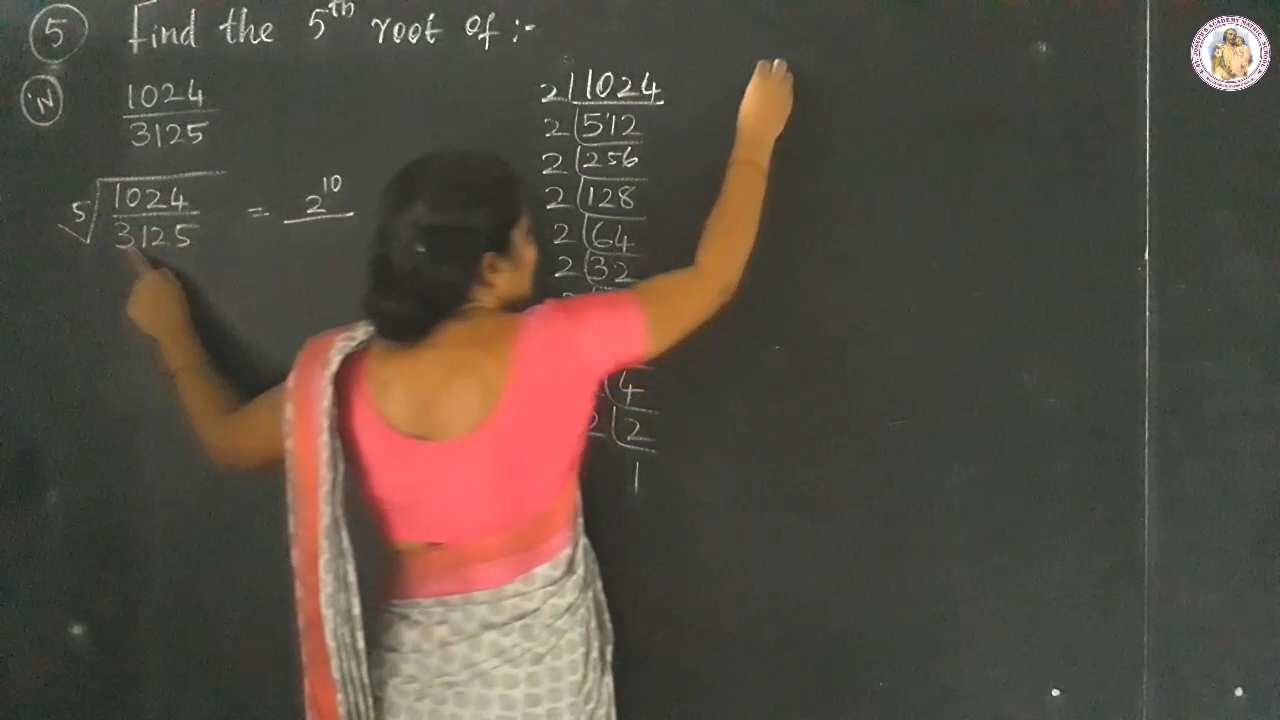 5 Find the 5th root of :-
iv 1024
3125
5√ 1024 = 2^10
3125
2 | 1024
2 | 512
2 | 256
2 | 128
2 | 64
2 | 32
4
2 | 2
1